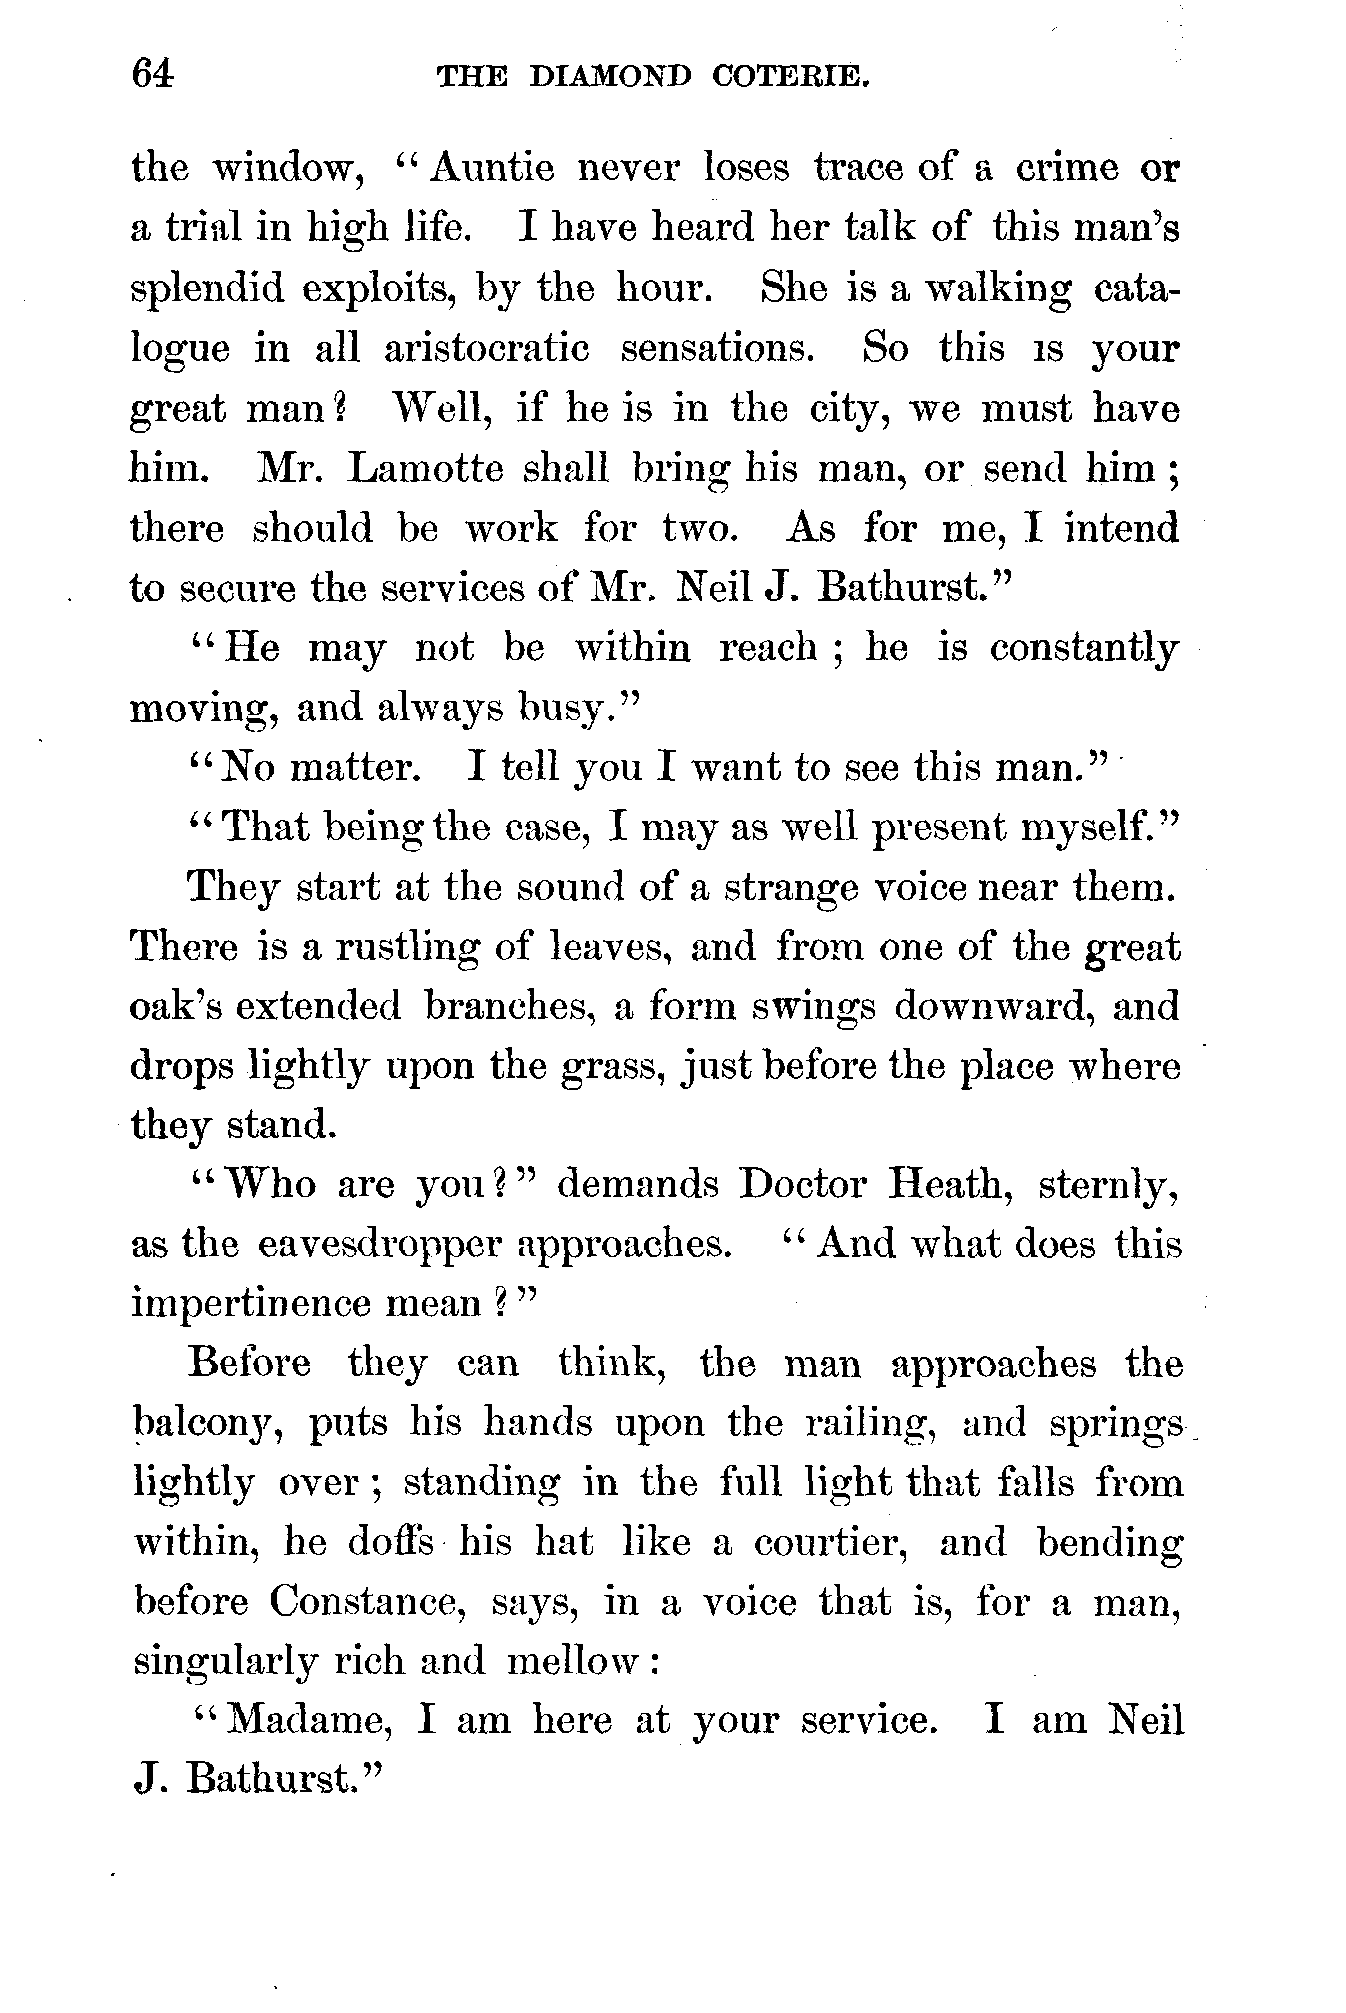 64 THE DIAMOND COTERIE.
the window, “Auntie never loses trace of a crime or
a trial in high life. I have heard her talk of this man’s
splendid exploits, by the hour. She is a walking cata-
logue in all aristocratic sensations. So this is your
great man? Well, if he is in the city, we must have
him. Mr. Lamotte shall bring his man, or send him;
there should be work for two. As for me, I intend
to secure the services of Mr. Neil J. Bathurst.”
“He may not be within reach; he is constantly
moving, and always busy.”
“No matter. I tell you I want to see this man.”
“That being the case, I may as well present myself.”
They start at the sound of a strange voice near them.
There is a rustling of leaves, and from one of the great
oak’s extended branches, a form swings downward, and
drops lightly upon the grass, just before the place where
they stand.
“Who are you?” demands Doctor Heath, sternly,
as the eavesdropper approaches. “And what does this
impertinence mean?”
Before they can think, the man approaches the
balcony, puts his hands upon the railing, and springs
lightly over; standing in the full light that falls from
within, he doffs his hat like a courtier, and bending
before Constance, says, in a voice that is, for a man,
singularly rich and mellow:
“Madame, I am here at your service. I am Neil
J. Bathurst.”